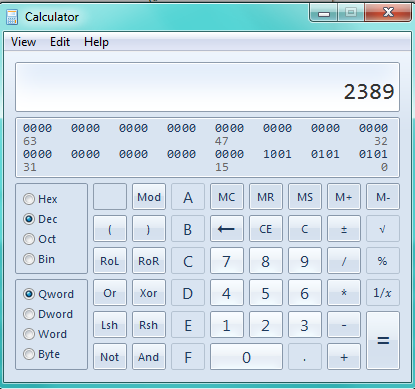 Calculator
View Edit Help
2389
0000 0000 0000 0000 0000 0000 0000 0000
63 47 32
0000 0000 0000 0000 0000 1001 0101 0101
31 15 0
Hex Mod A MC MR MS M+ M-
Dec ( ) B ← CE C ± √
Oct RoL RoR C 7 8 9 / %
Bin
Qword Or Xor D 4 5 6 * 1/x
Dword Lsh Rsh E 1 2 3 - =
Word
Byte Not And F 0 . +